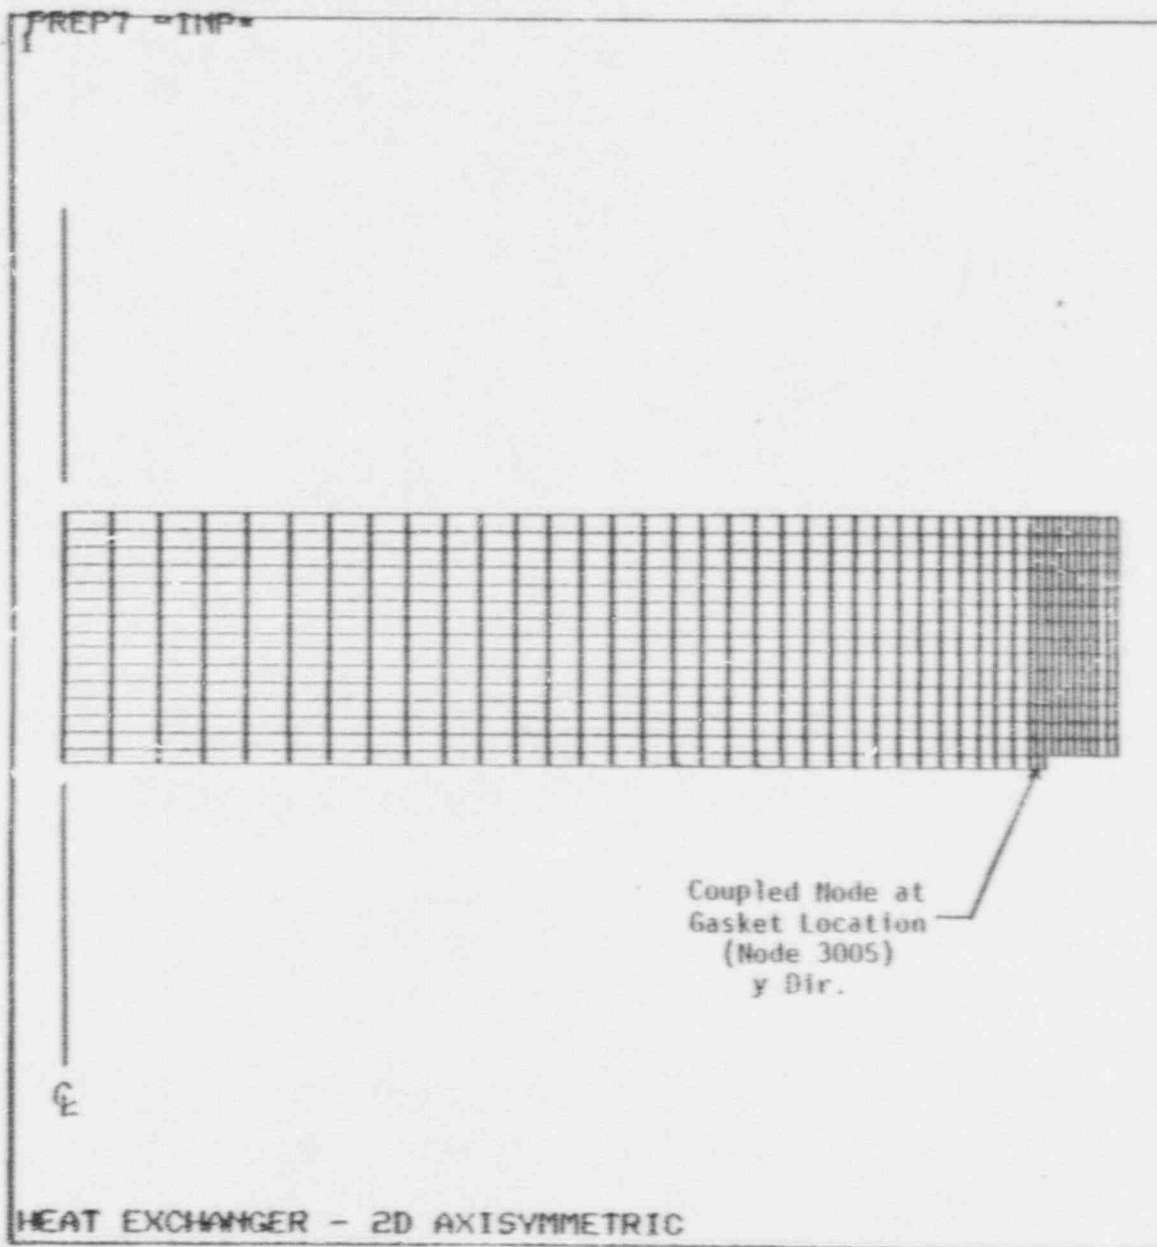 PREP7 -INP-
1
Coupled Node at
Gasket Location
(Node 3005)
y Dir.
℄
HEAT EXCHANGER - 2D AXISYMMETRIC